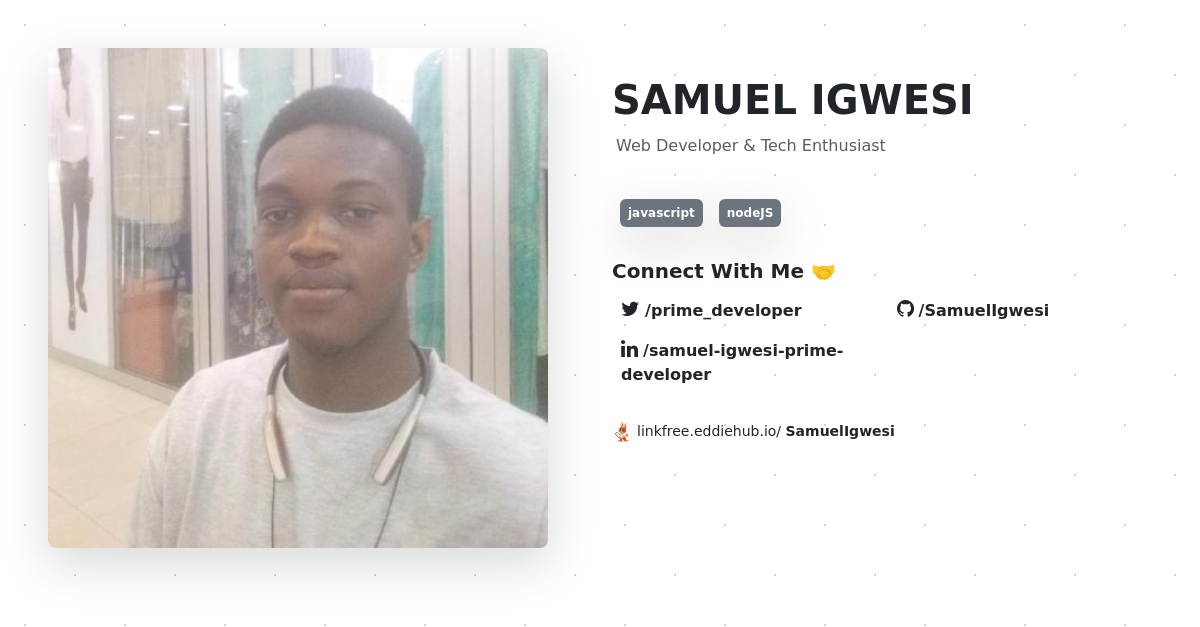 SAMUEL IGWESI
Web Developer & Tech Enthusiast
javascript nodeJS
Connect With Me 🤝
/prime_developer /SamuelIgwesi
/samuel-igwesi-prime-
developer
linkfree.eddiehub.io/ SamuelIgwesi